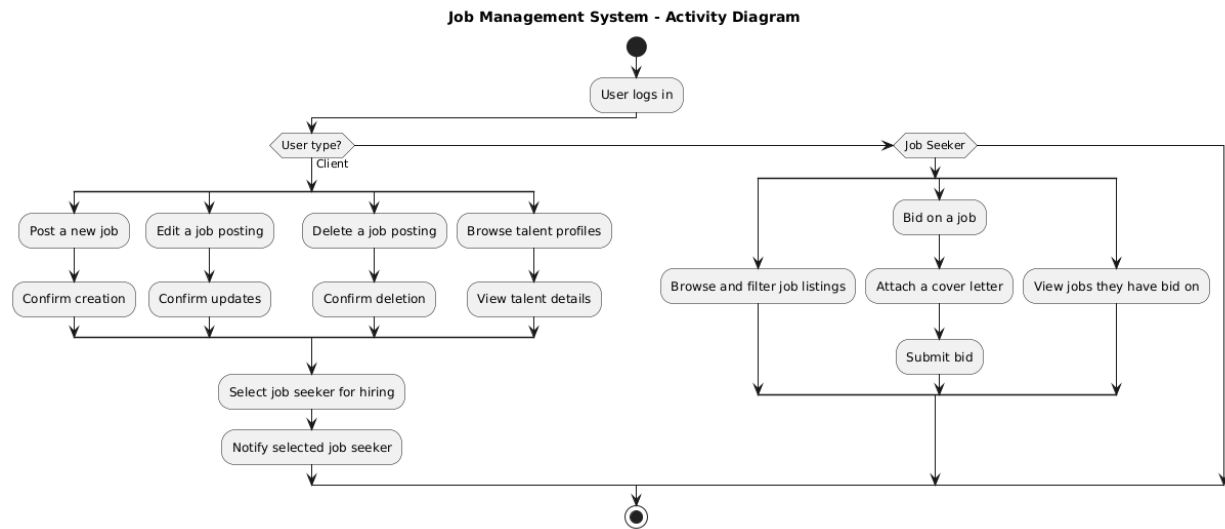 Job Management System - Activity Diagram
User logs in
User type?
Client
Job Seeker
Post a new job
Edit a job posting
Delete a job posting
Browse talent profiles
Confirm creation
Confirm updates
Confirm deletion
View talent details
Select job seeker for hiring
Notify selected job seeker
Browse and filter job listings
Bid on a job
Attach a cover letter
Submit bid
View jobs they have bid on